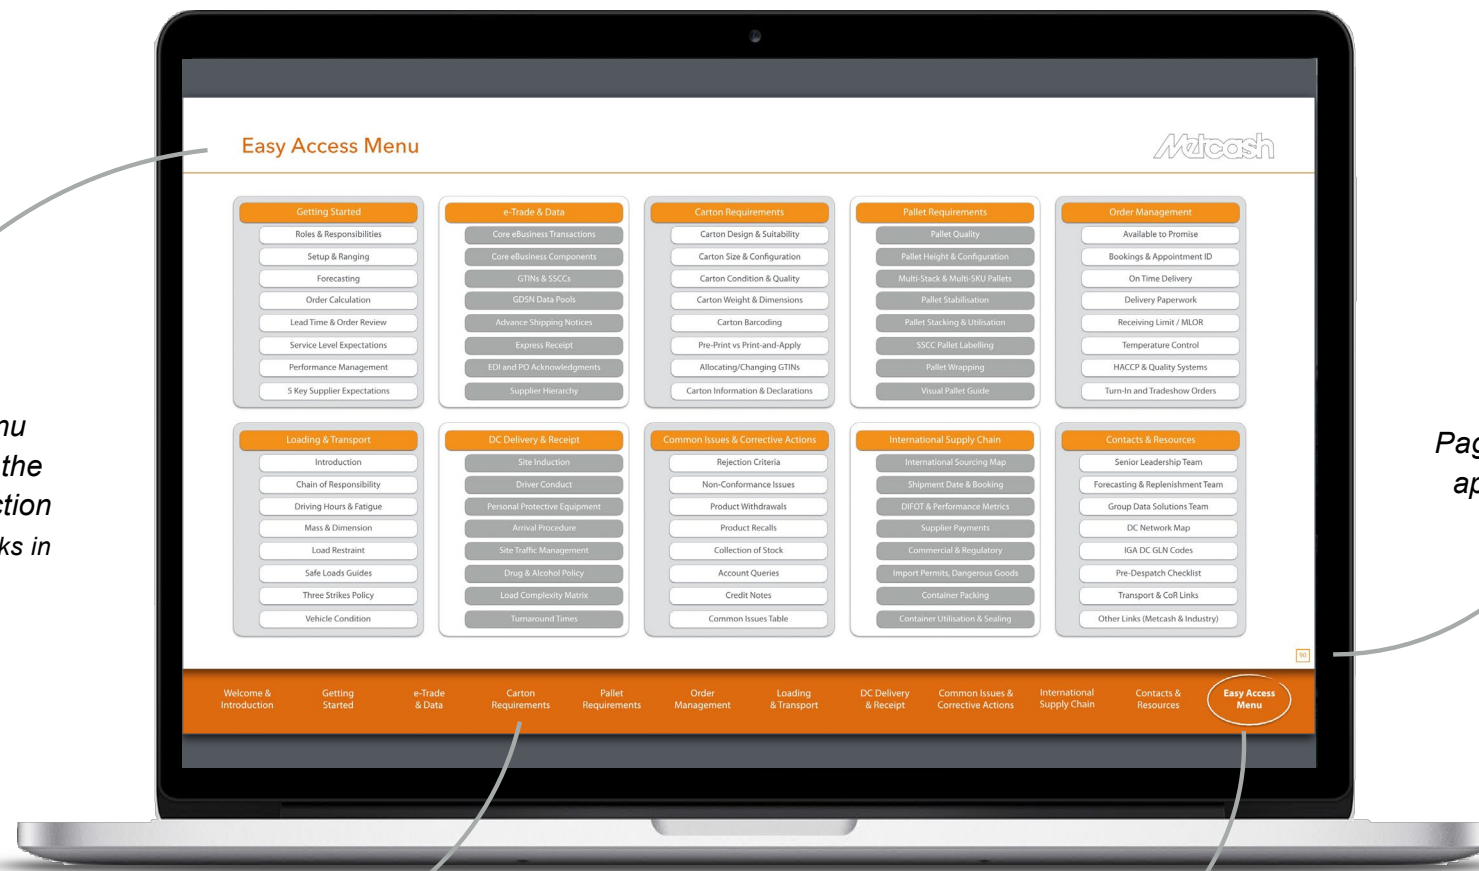 Easy Access Menu
Metcash
Getting Started
Roles & Responsibilities
Setup & Ranging
Forecasting
Order Calculation
Lead Time & Order Review
Service Level Expectations
Performance Management
5 Key Supplier Expectations
e-Trade & Data
Core eBusiness Transactions
Core eBusiness Components
GTINs & SSCCs
GDSN Data Pools
Advance Shipping Notices
Express Receipt
EDI and PO Acknowledgments
Supplier Hierarchy
Carton Requirements
Carton Design & Suitability
Carton Size & Configuration
Carton Condition & Quality
Carton Weight & Dimensions
Carton Barcoding
Pre-Print vs Print-and-Apply
Allocating/Changing GTINs
Carton Information & Declarations
Pallet Requirements
Pallet Quality
Pallet Height & Configuration
Multi-Stack & Multi-SKU Pallets
Pallet Stabilisation
Pallet Stacking & Utilisation
SSCC Pallet Labelling
Pallet Wrapping
Visual Pallet Guide
Order Management
Available to Promise
Bookings & Appointment ID
On Time Delivery
Delivery Paperwork
Receiving Limit / MLOR
Temperature Control
HACCP & Quality Systems
Turn-In and Tradeshow Orders
Loading & Transport
Introduction
Chain of Responsibility
Driving Hours & Fatigue
Mass & Dimension
Load Restraint
Safe Loads Guides
Three Strikes Policy
Vehicle Condition
DC Delivery & Receipt
Site Induction
Driver Conduct
Personal Protective Equipment
Arrival Procedure
Site Traffic Management
Drug & Alcohol Policy
Load Complexity Matrix
Turnaround Times
Common Issues & Corrective Actions
Rejection Criteria
Non-Conformance Issues
Product Withdrawals
Product Recalls
Collection of Stock
Account Queries
Credit Notes
Common Issues Table
International Supply Chain
International Sourcing Map
Shipment Date & Booking
DIFOT & Performance Metrics
Supplier Payments
Commercial & Regulatory
Import Permits, Dangerous Goods
Container Packing
Container Utilisation & Sealing
Contacts & Resources
Senior Leadership Team
Forecasting & Replenishment Team
Group Data Solutions Team
DC Network Map
IGA DC GLN Codes
Pre-Despatch Checklist
Transport & CoR Links
Other Links (Metcash & Industry)
90
Welcome &
Introduction
Getting
Started
e-Trade
& Data
Carton
Requirements
Pallet
Requirements
Order
Management
Loading
& Transport
DC Delivery
& Receipt
Common Issues &
Corrective Actions
International
Supply Chain
Contacts &
Resources
Easy Access
Menu
nu
the
ction
ks in
Pag
ap